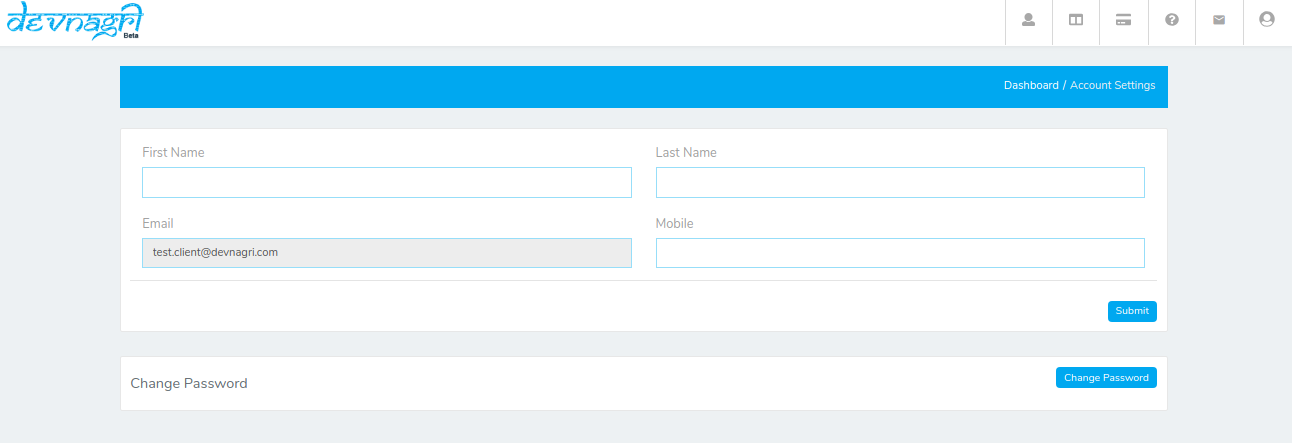 devnagri
Beta
Dashboard / Account Settings
First Name
Last Name
Email
Mobile
test.client@devnagri.com
Submit
Change Password
Change Password